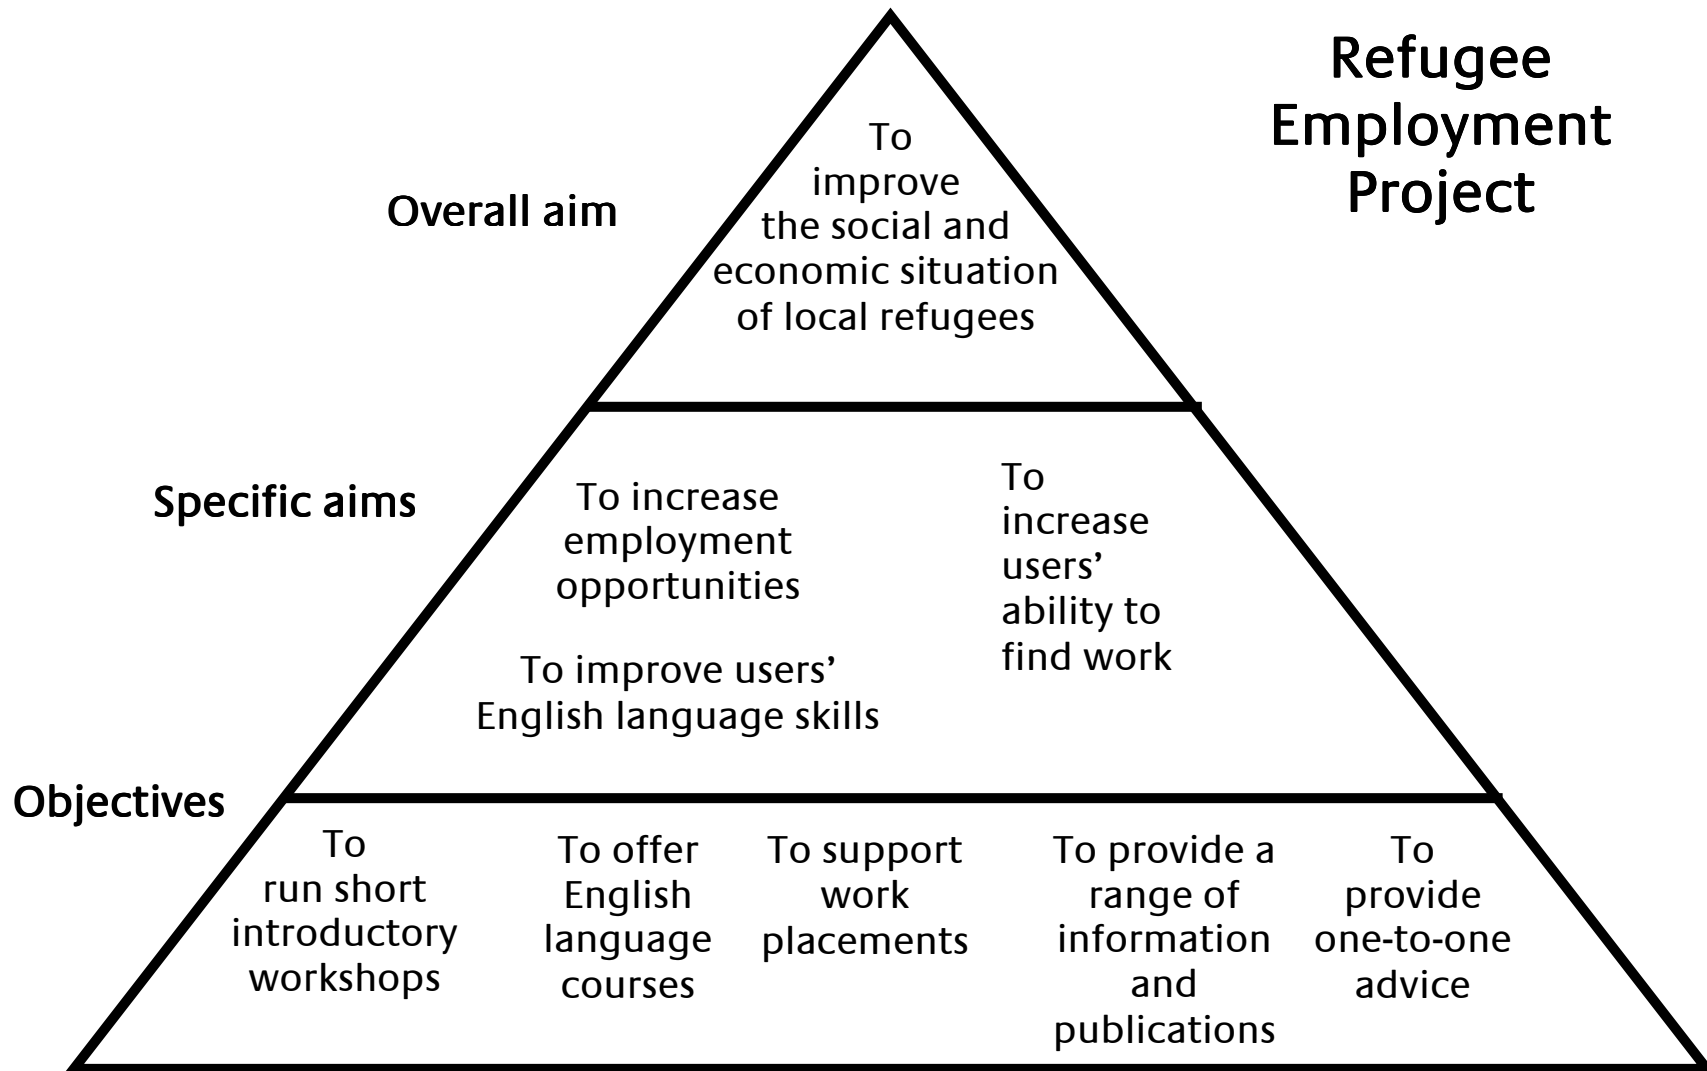 Refugee
Employment
Project
Overall aim
To
improve
the social and
economic situation
of local refugees
Specific aims
To increase
employment
opportunities
To improve users’
English language skills
To
increase
users’
ability to
find work
Objectives
To
run short
introductory
workshops
To offer
English
language
courses
To support
work
placements
To provide a
range of
information
and
publications
To
provide
one-to-one
advice